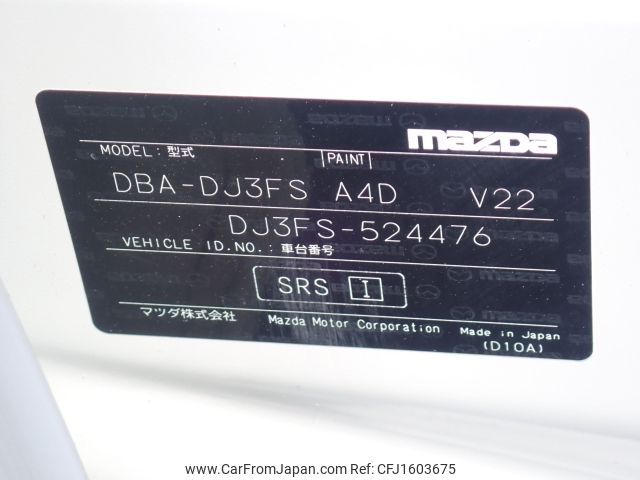 mazda
MODEL: 型式 PAINT
DBA-DJ3FS A4D V22
DJ3FS-524476
VEHICLE ID.NO.: 車台番号
SRS I
マツダ株式会社 Mazda Motor Corporation Made in Japan
(D10A)
www.CarFromJapan.com CFJ1603675